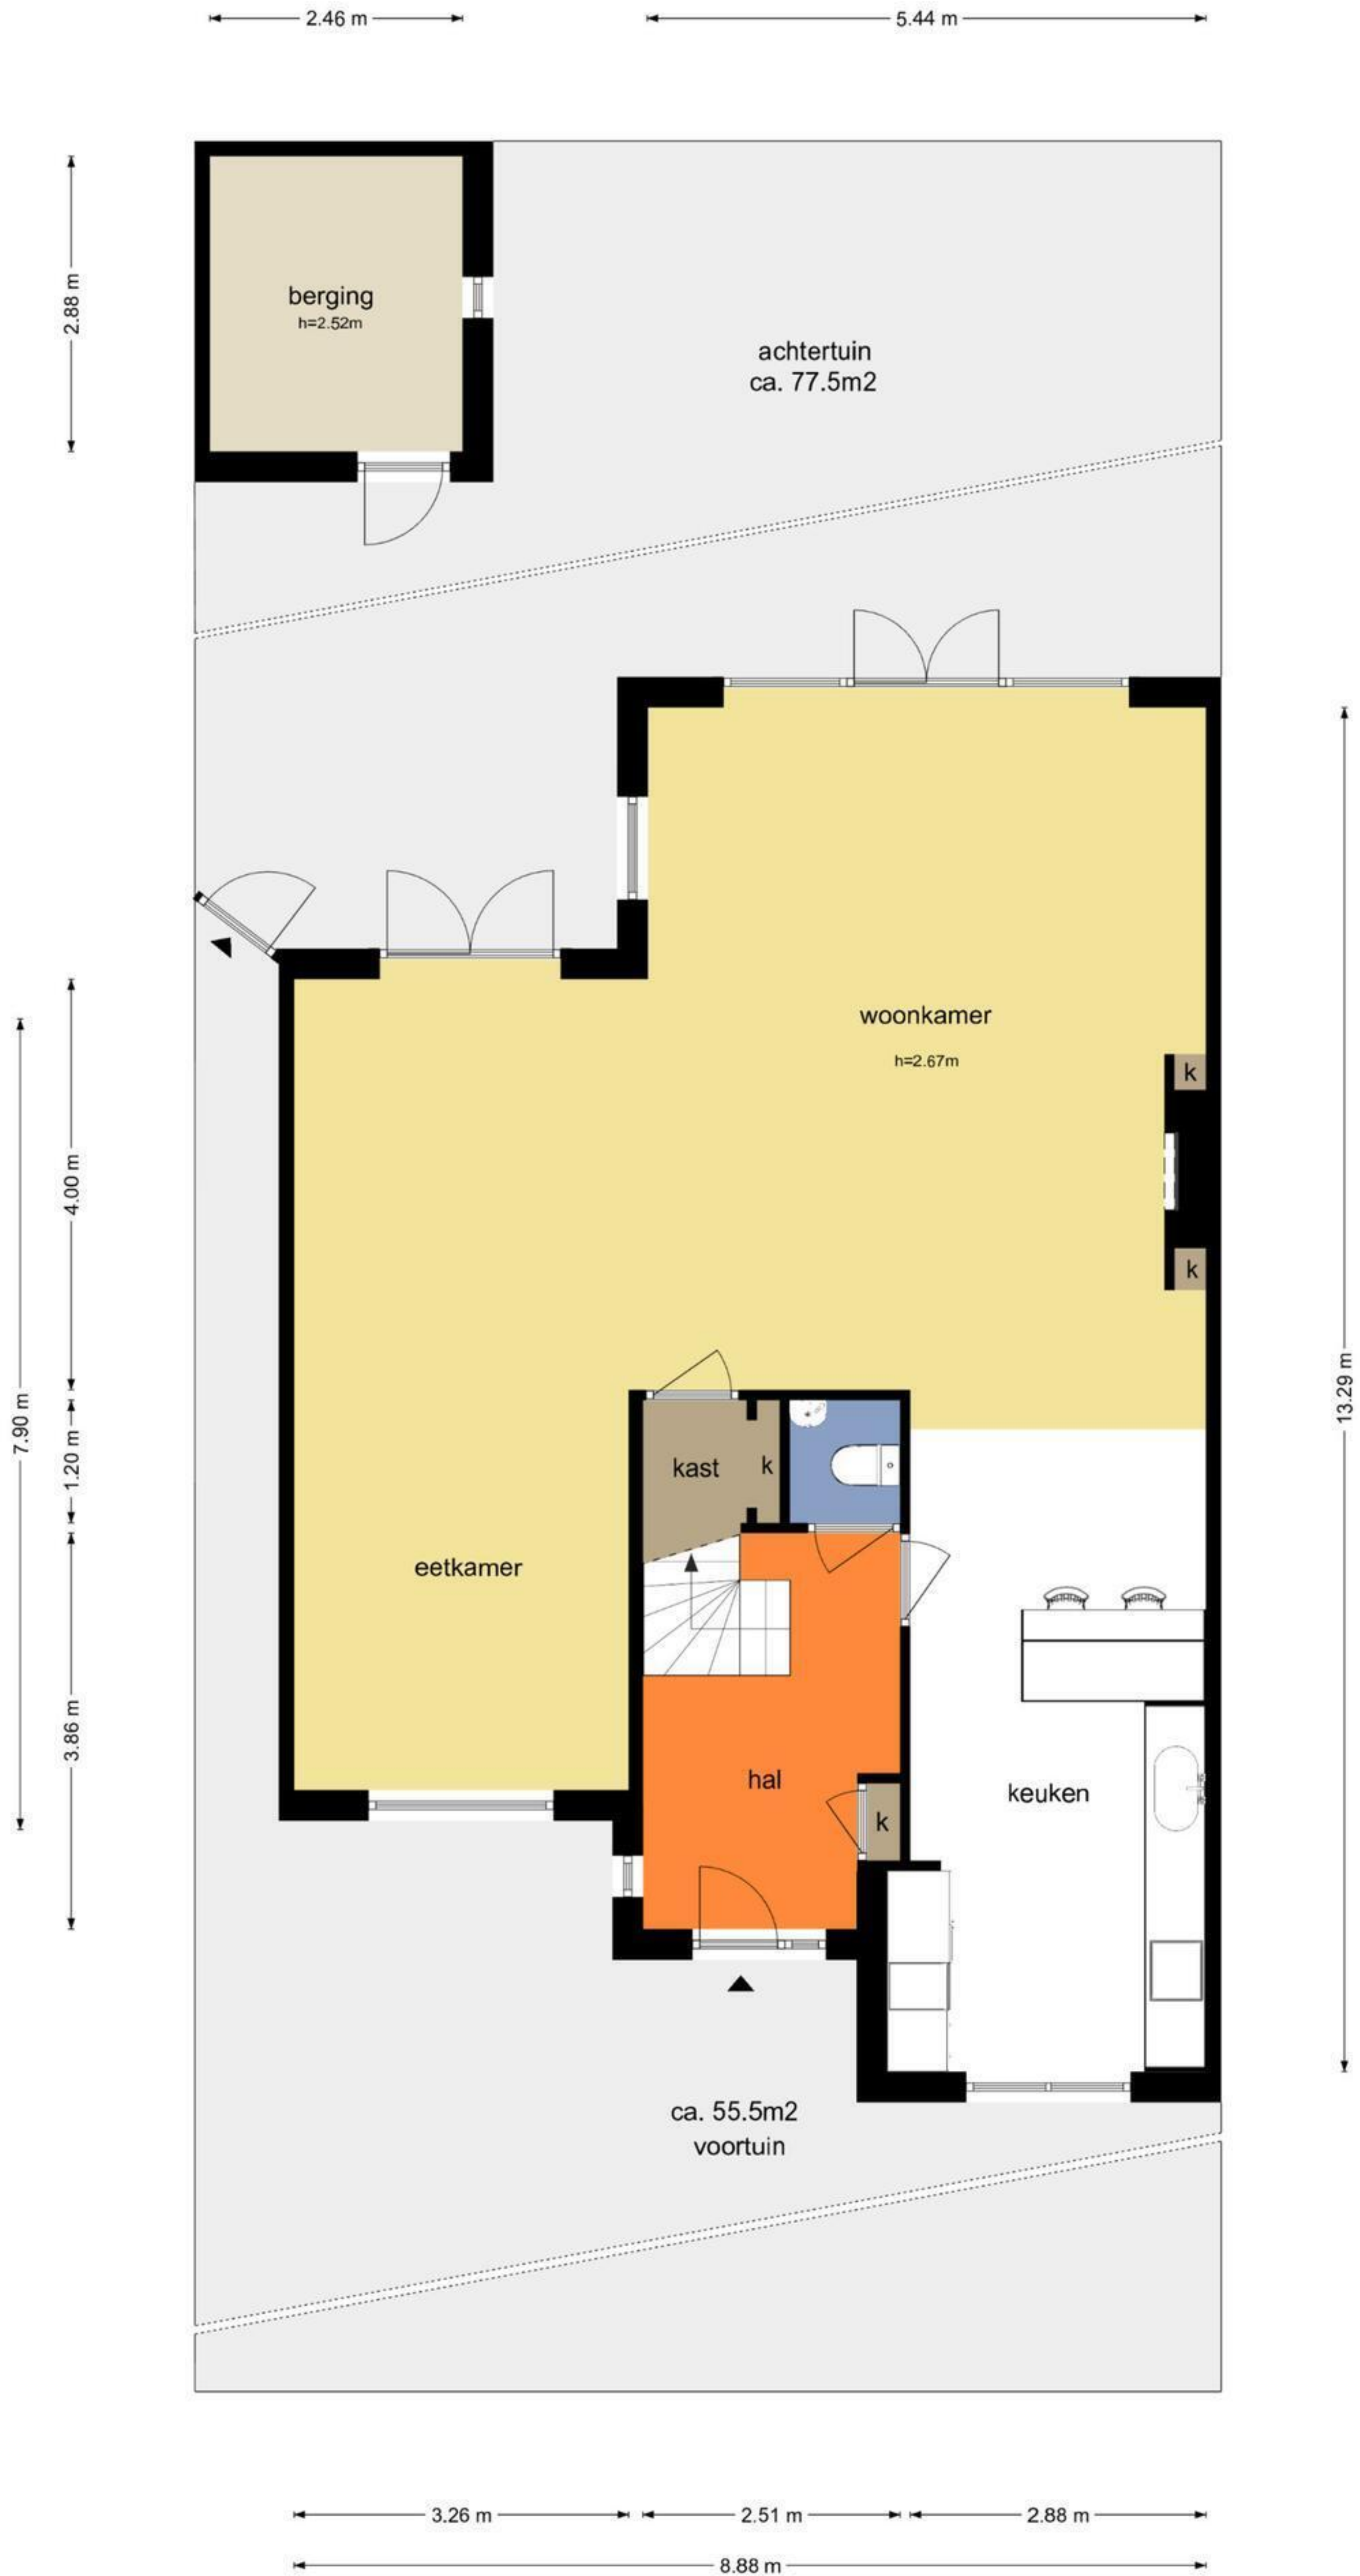 2.46 m
5.44 m
2.88 m
berging
h=2.52m
achtertuin
ca. 77.5m2
woonkamer
h=2.67m
k
k
4.00 m
7.90 m
1.20 m
3.86 m
13.29 m
kast
k
eetkamer
hal
k
keuken
ca. 55.5m2
voortuin
3.26 m
2.51 m
2.88 m
8.88 m